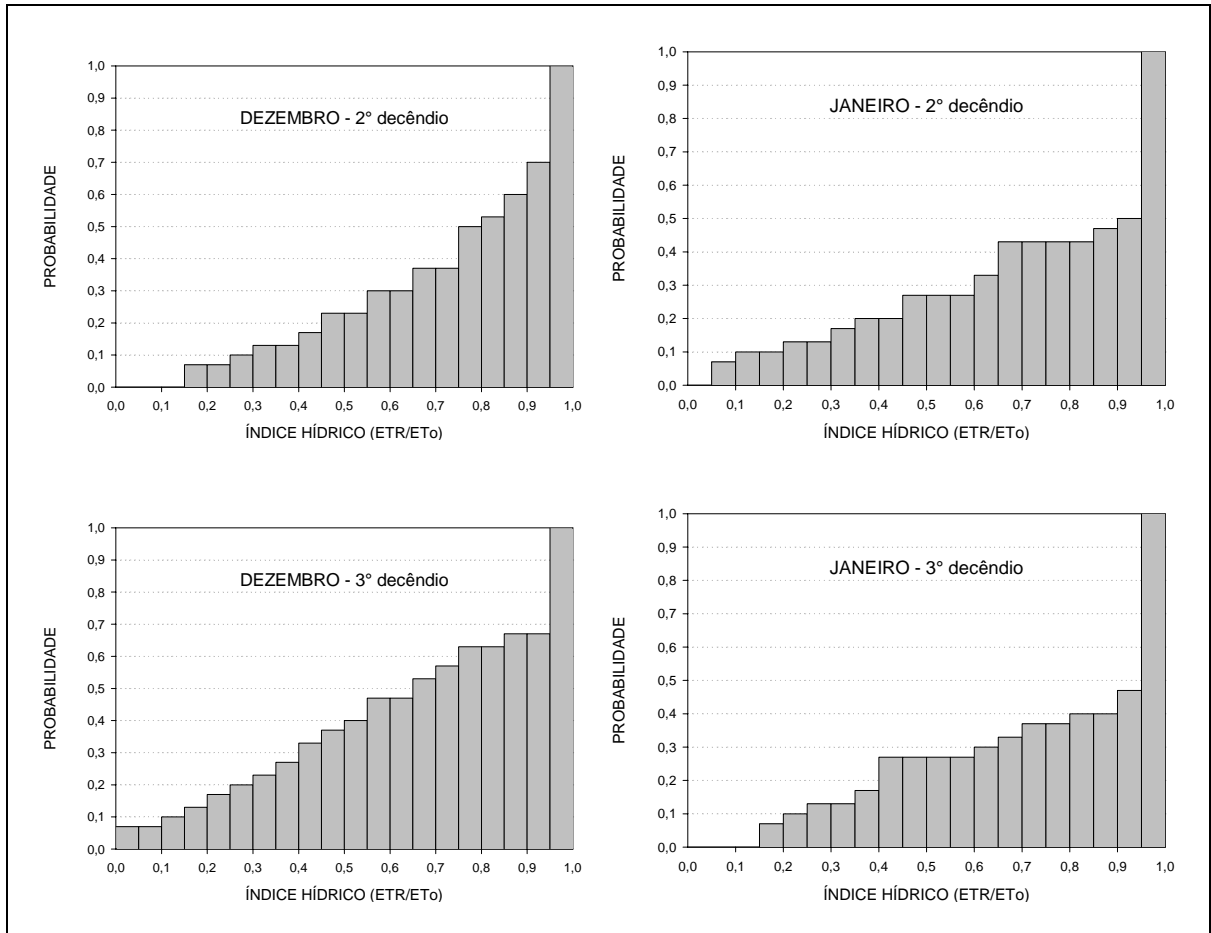 DEZEMBRO - 2° decêndio
PROBABILIDADE
1,0
0,9
0,8
0,7
0,6
0,5
0,4
0,3
0,2
0,1
0,0
0,0 0,1 0,2 0,3 0,4 0,5 0,6 0,7 0,8 0,9 1,0
ÍNDICE HÍDRICO (ETR/ETo)
JANEIRO - 2° decêndio
PROBABILIDADE
1,0
0,9
0,8
0,7
0,6
0,5
0,4
0,3
0,2
0,1
0,0
0,0 0,1 0,2 0,3 0,4 0,5 0,6 0,7 0,8 0,9 1,0
ÍNDICE HÍDRICO (ETR/ETo)
DEZEMBRO - 3° decêndio
PROBABILIDADE
1,0
0,9
0,8
0,7
0,6
0,5
0,4
0,3
0,2
0,1
0,0
0,0 0,1 0,2 0,3 0,4 0,5 0,6 0,7 0,8 0,9 1,0
ÍNDICE HÍDRICO (ETR/ETo)
JANEIRO - 3° decêndio
PROBABILIDADE
1,0
0,9
0,8
0,7
0,6
0,5
0,4
0,3
0,2
0,1
0,0
0,0 0,1 0,2 0,3 0,4 0,5 0,6 0,7 0,8 0,9 1,0
ÍNDICE HÍDRICO (ETR/ETo)